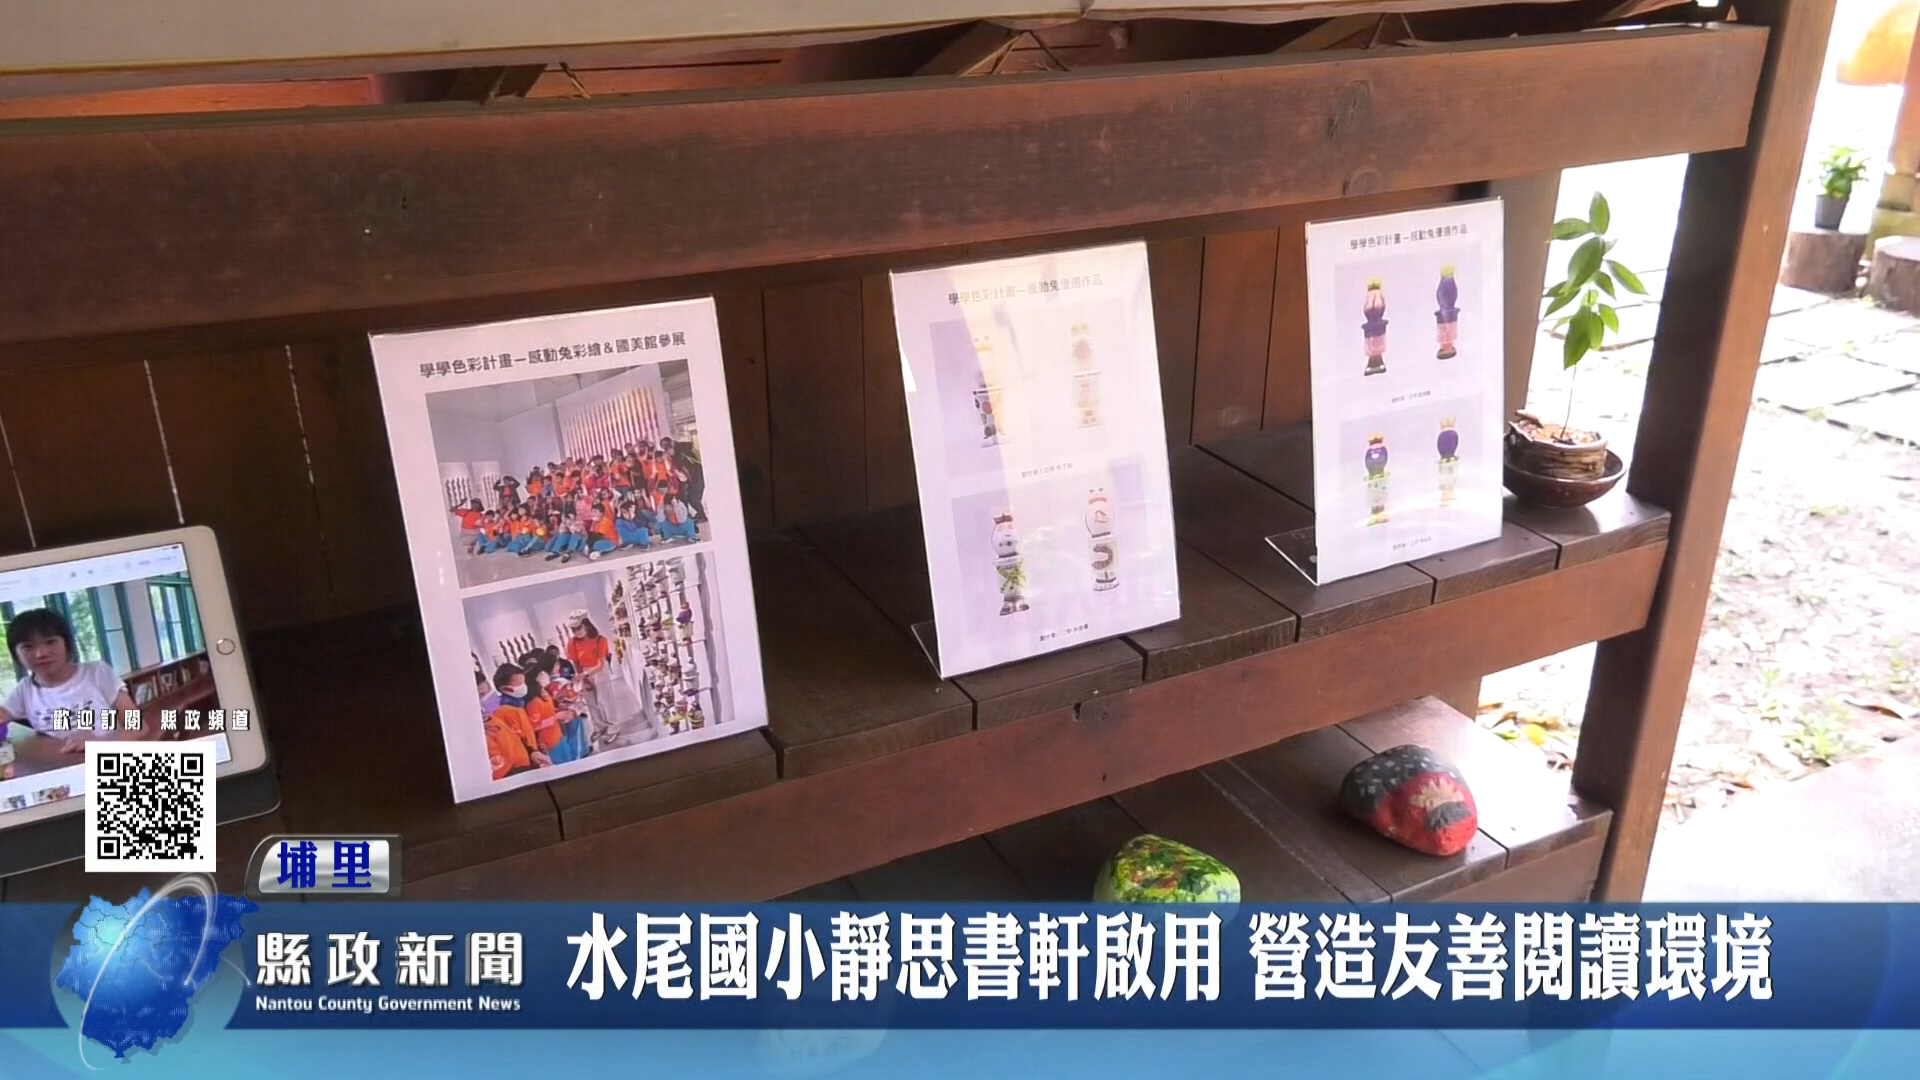 學學色彩計畫—感動兔彩繪＆國美館參展
學學色彩計畫—感動兔優選作品
學學色彩計畫—感動兔優選作品
歡迎訂閱 縣政頻道
埔里
縣政新聞
Nantou County Government News
水尾國小靜思書軒啟用 營造友善閱讀環境